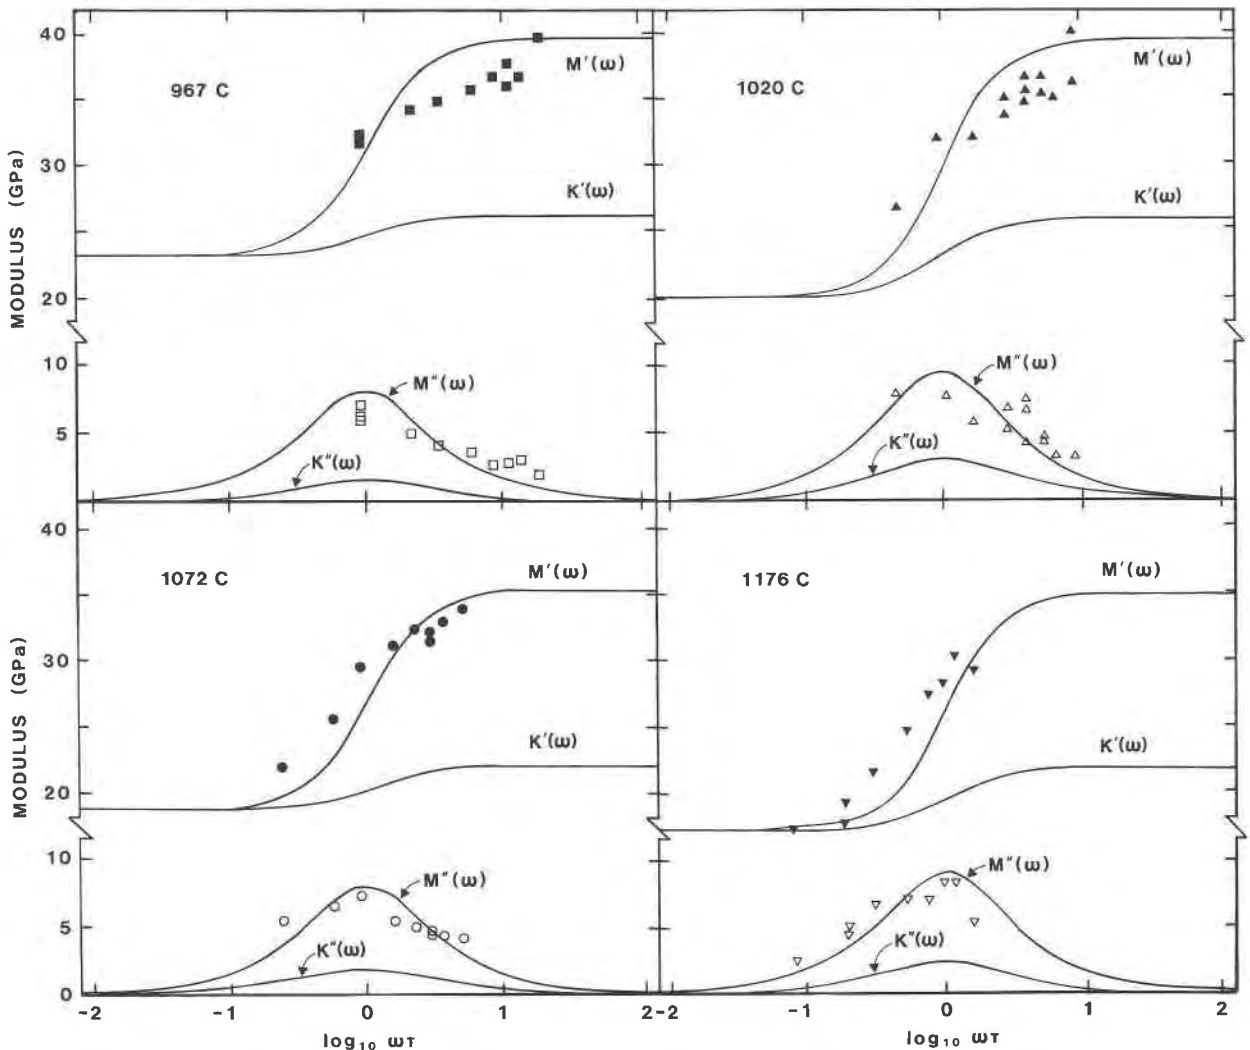 40
30
20
10
5
MODULUS (GPa)
967 C
M′(ω)
K′(ω)
M″(ω)
K″(ω)
1020 C
M′(ω)
K′(ω)
M″(ω)
K″(ω)
40
30
20
10
5
0
MODULUS (GPa)
1072 C
M′(ω)
K′(ω)
M″(ω)
K″(ω)
1176 C
M′(ω)
K′(ω)
M″(ω)
K″(ω)
-2 -1 0 1 2
-2 -1 0 1 2
log₁₀ ωτ
log₁₀ ωτ